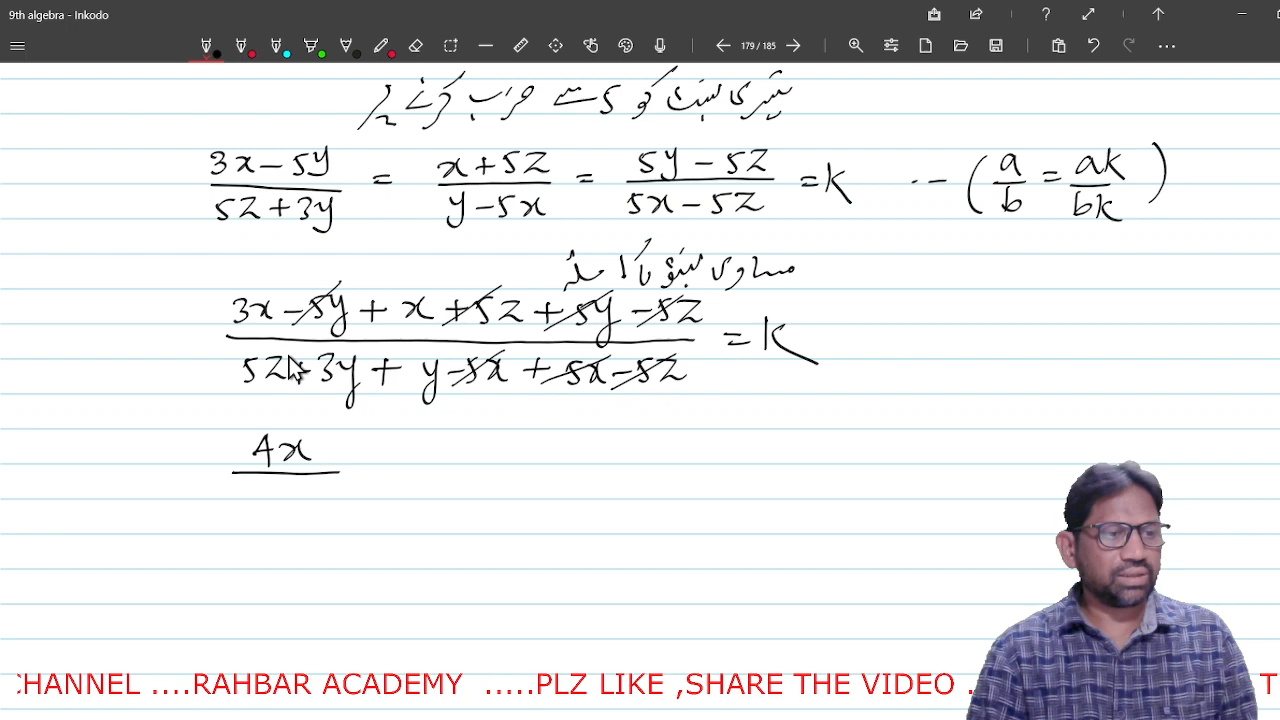 9th algebra - Inkodo
179 / 185
تیسری نسبت کو 5 سے ضرب کرنے پر
3x - 5y / 5z + 3y = x + 5z / y - 5x = 5y - 5z / 5x - 5z = k -- (a/b = ak/bk)
مساوی نسبتوں کا مسئلہ
3x - 5y + x + 5z + 5y - 5z / 5z + 3y + y - 5x + 5x - 5z = k
4x
CHANNEL ....RAHBAR ACADEMY .....PLZ LIKE ,SHARE THE VIDEO . T